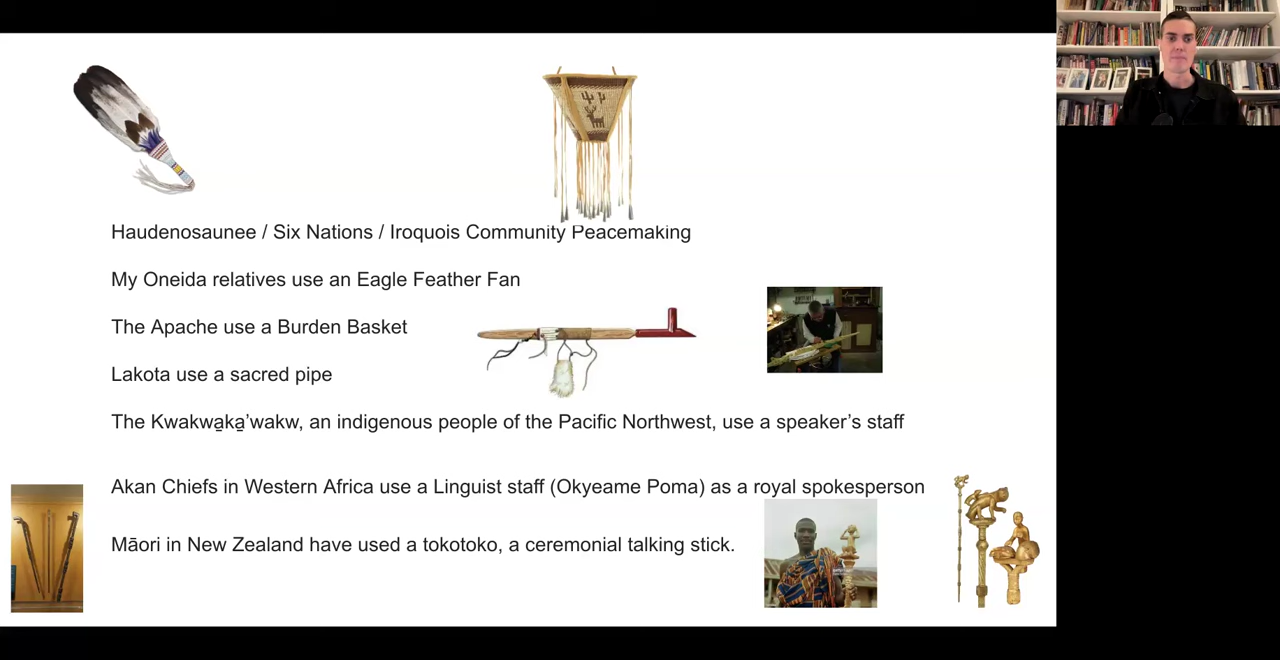 Haudenosaunee / Six Nations / Iroquois Community Peacemaking
My Oneida relatives use an Eagle Feather Fan
The Apache use a Burden Basket
Lakota use a sacred pipe
The Kwakwa̱ka̱’wakw, an indigenous people of the Pacific Northwest, use a speaker’s staff
Akan Chiefs in Western Africa use a Linguist staff (Okyeame Poma) as a royal spokesperson
Māori in New Zealand have used a tokotoko, a ceremonial talking stick.